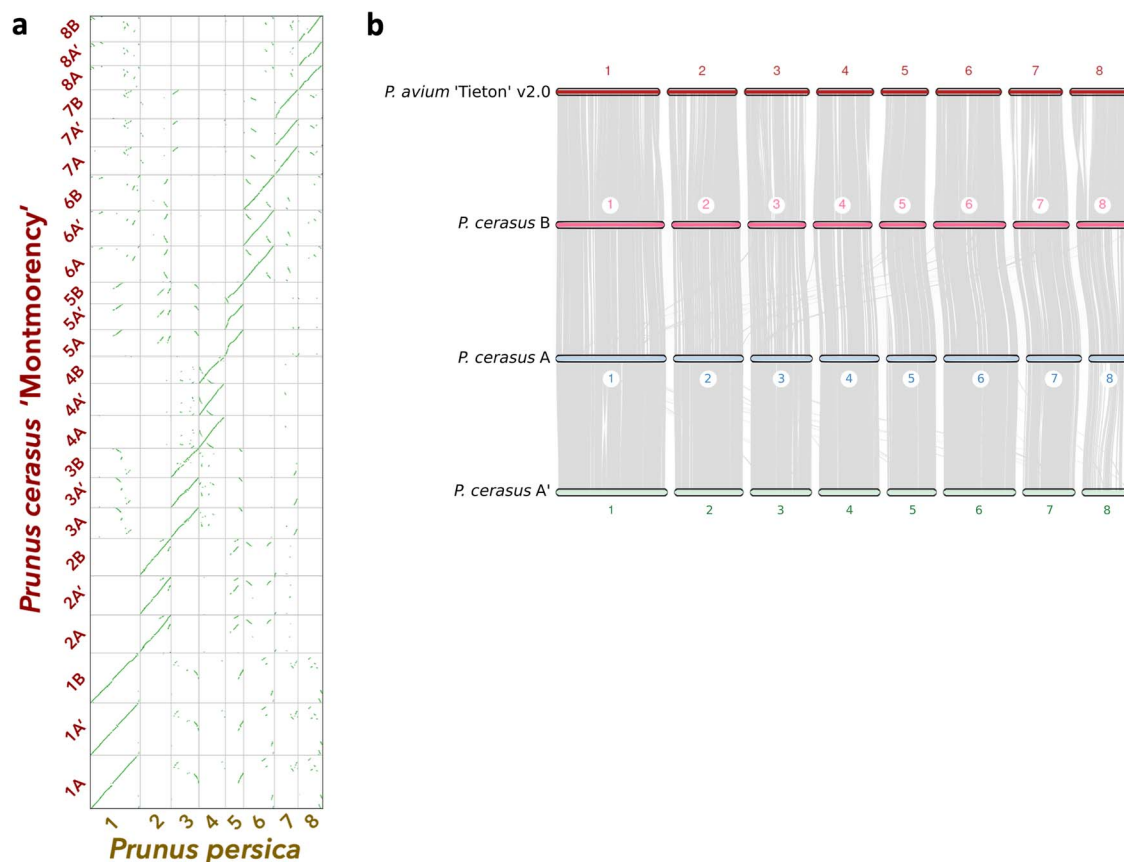 a
b
8B
8A′
8A
7B
7A′
7A
6B
6A′
6A
5B
5A′
5A
4B
4A′
4A
3B
3A′
3A
2B
2A′
2A
1B
1A′
1A
Prunus cerasus 'Montmorency'
1 2 3 4 5 6 7 8
Prunus persica
1 2 3 4 5 6 7 8
P. avium 'Tieton' v2.0
1 2 3 4 5 6 7 8
P. cerasus B
P. cerasus A
1 2 3 4 5 6 7 8
P. cerasus A'
1 2 3 4 5 6 7 8